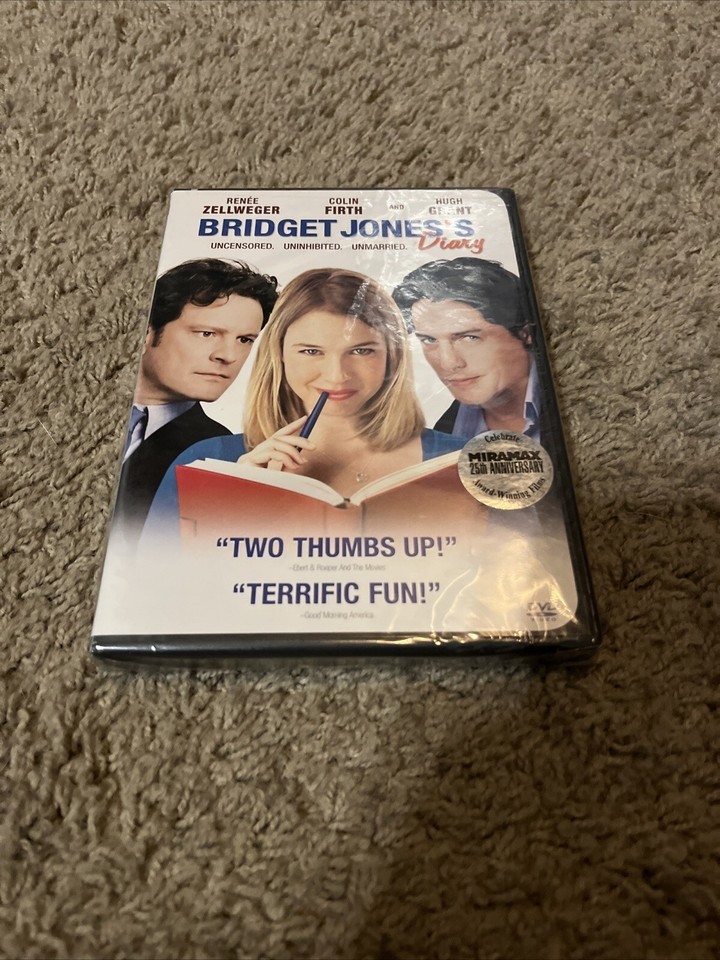 RENÉE COLIN HUGH
ZELLWEGER FIRTH AND GRANT
BRIDGET JONES'S
UNCENSORED. UNINHIBITED. UNMARRIED. Diary
Celebrate
MIRAMAX
25th ANNIVERSARY
Award-Winning Films
"TWO THUMBS UP!"
–Ebert & Roeper And The Movies
"TERRIFIC FUN!"
–Good Morning America
DVD
VIDEO